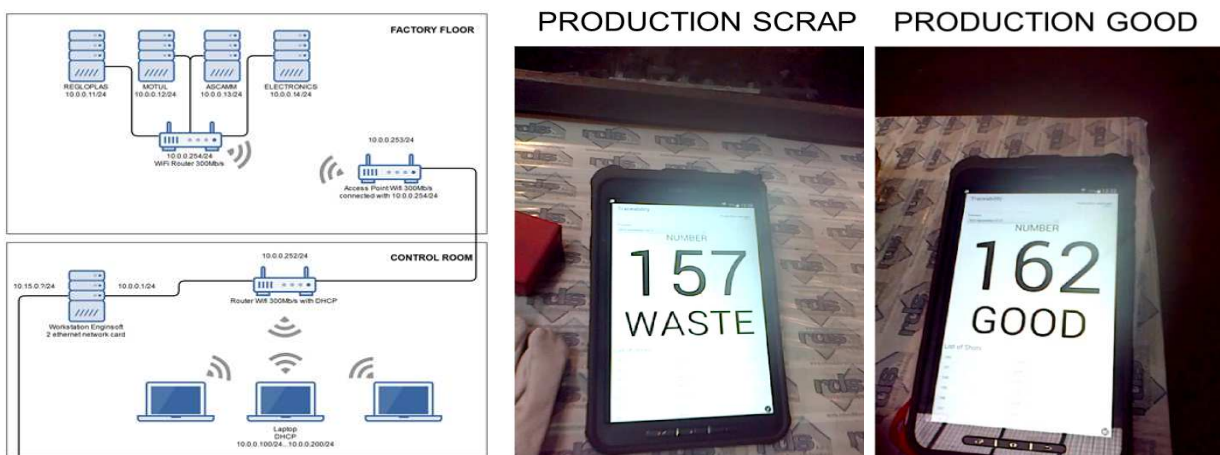 FACTORY FLOOR
REGLOPLAS
10.0.0.11/24
MOTUL
10.0.0.12/24
ASCAMM
10.0.0.13/24
ELECTRONICS
10.0.0.14/24
10.0.0.254/24
WiFi Router 300Mb/s
10.0.0.253/24
Access Point Wifi 300Mb/s
connected with 10.0.0.254/24
CONTROL ROOM
10.0.0.252/24
Router Wifi 300Mb/s with DHCP
10.15.0.?/24
10.0.0.1/24
Workstation Enginsoft
2 ethernet network card
Laptop
DHCP
10.0.0.100/24...10.0.0.200/24
PRODUCTION SCRAP
NUMBER
157
WASTE
PRODUCTION GOOD
NUMBER
162
GOOD
List of Shots